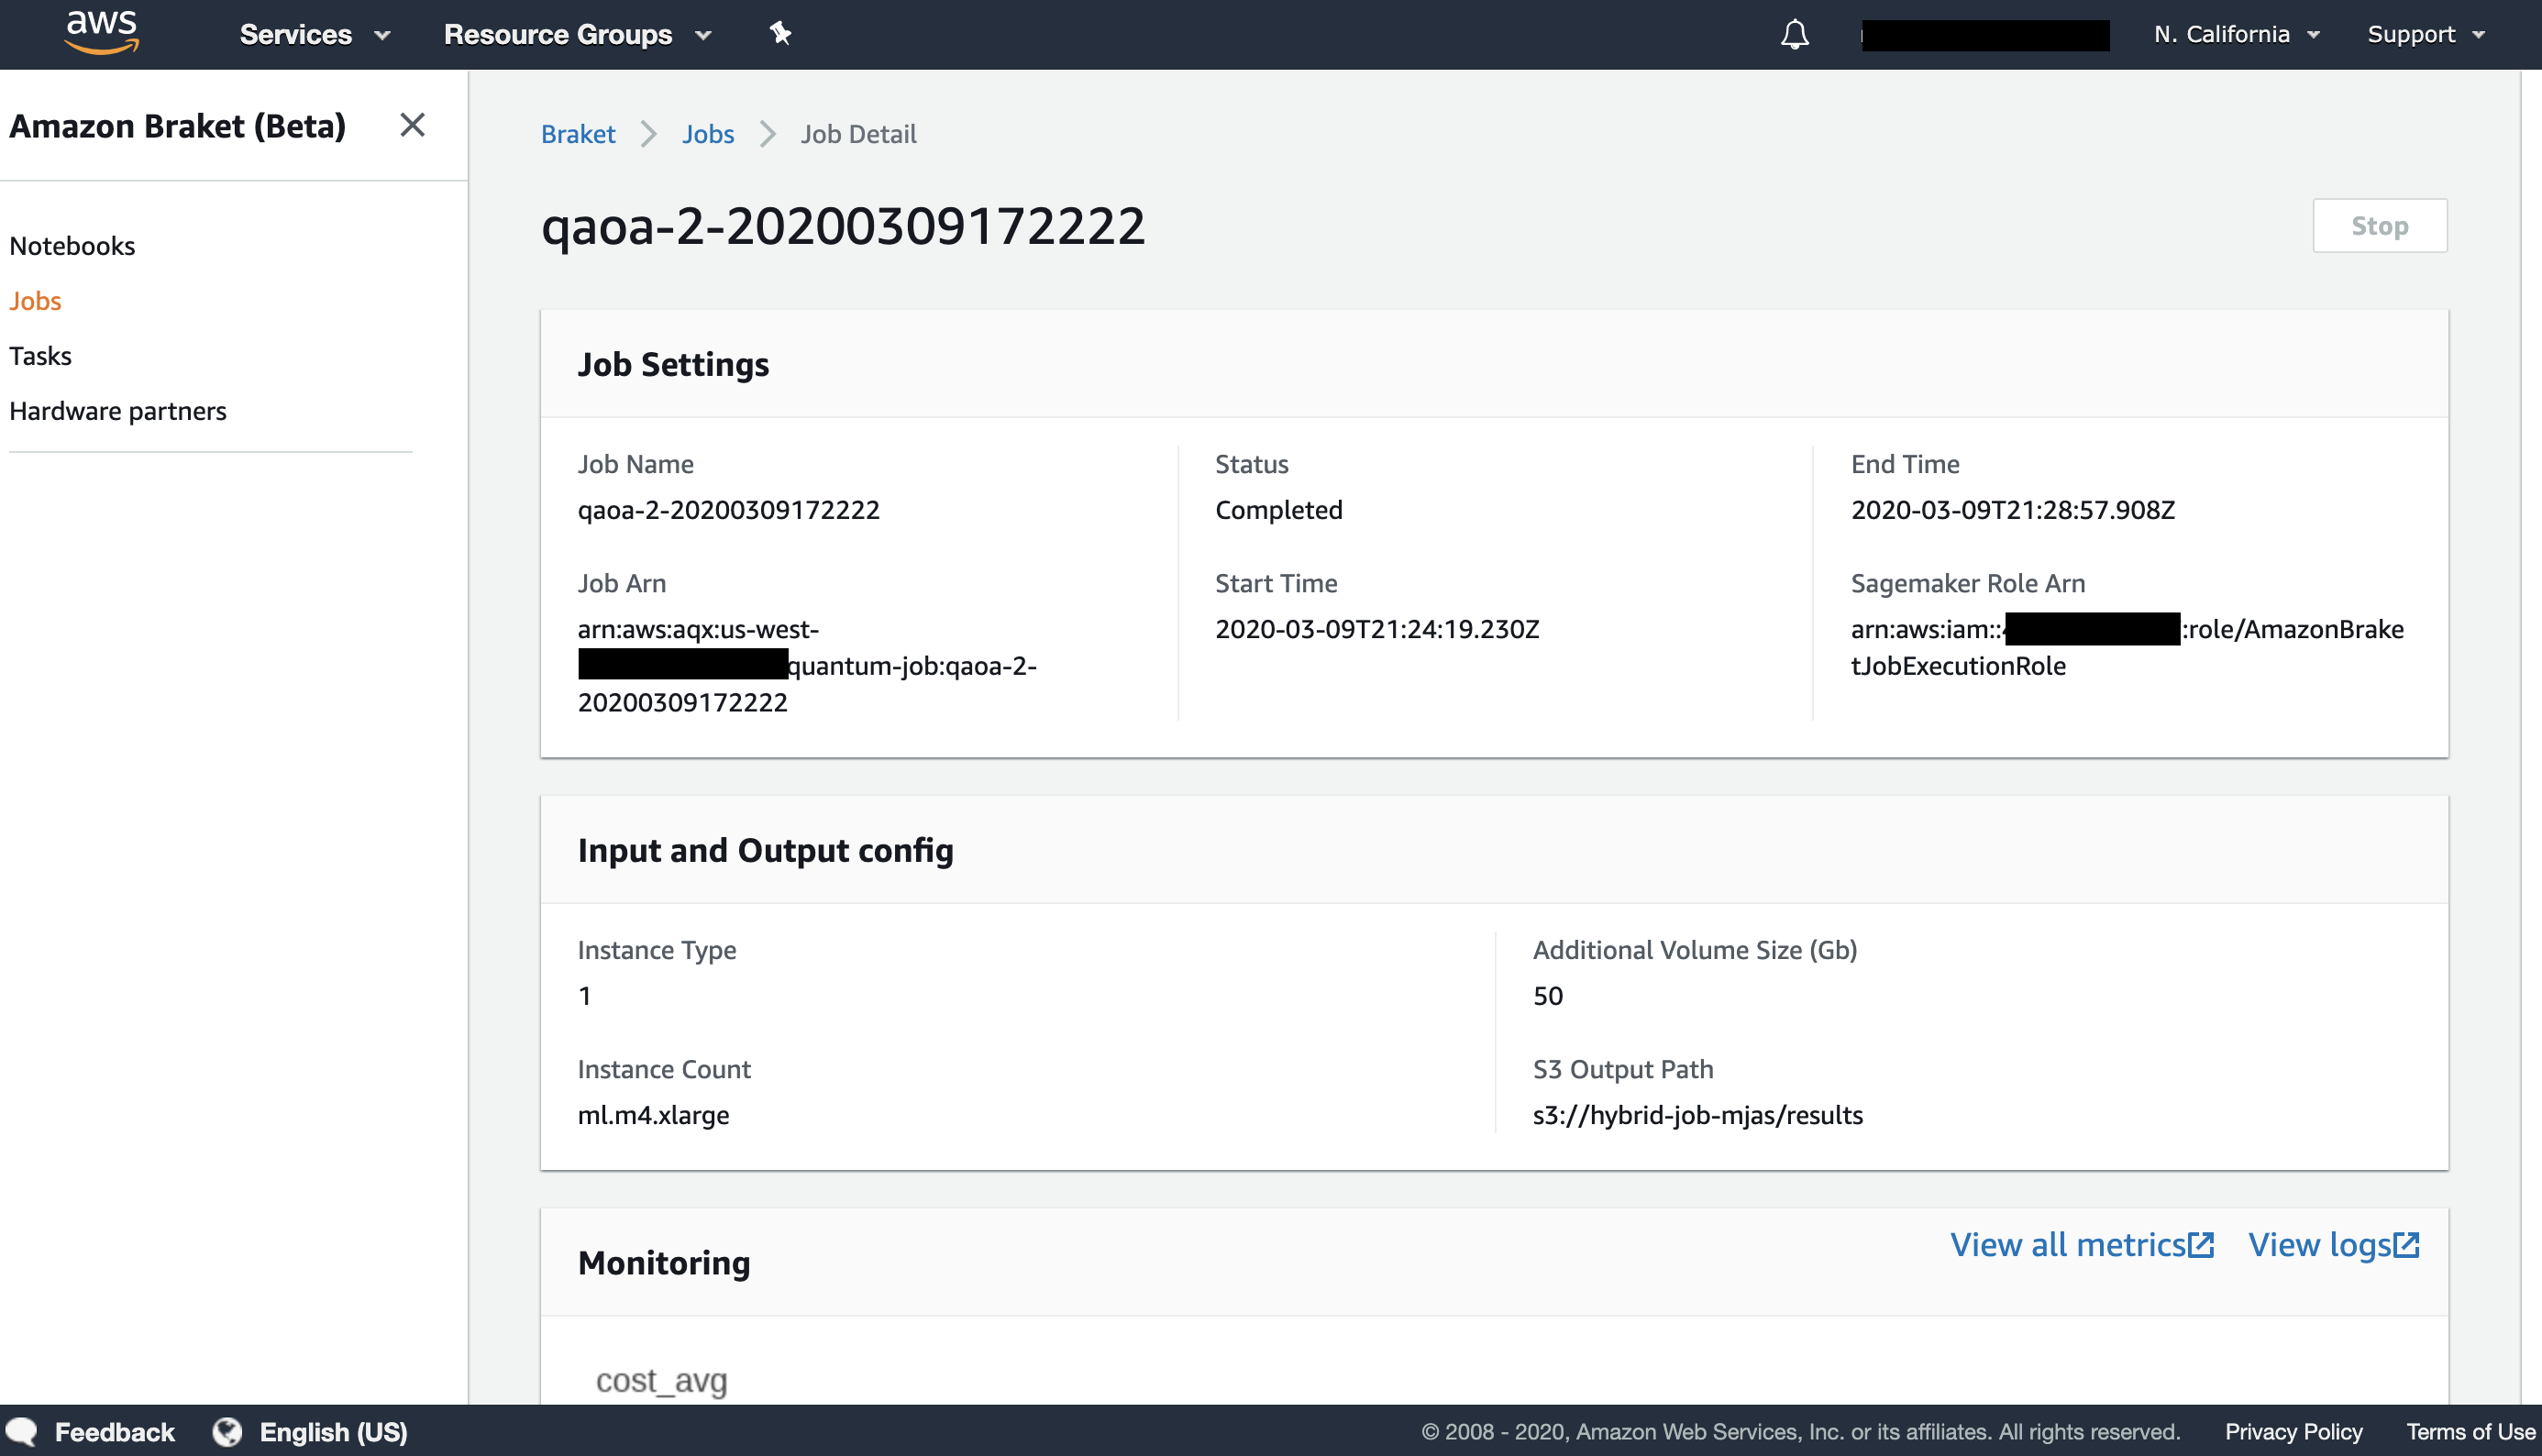 aws
Services
Resource Groups
N. California
Support
Amazon Braket (Beta)
Notebooks
Jobs
Tasks
Hardware partners
Braket
Jobs
Job Detail
qaoa-2-20200309172222
Stop
Job Settings
Job Name
qaoa-2-20200309172222
Job Arn
arn:aws:aqx:us-west-
quantum-job:qaoa-2-
20200309172222
Status
Completed
Start Time
2020-03-09T21:24:19.230Z
End Time
2020-03-09T21:28:57.908Z
Sagemaker Role Arn
arn:aws:iam:: :role/AmazonBrake
tJobExecutionRole
Input and Output config
Instance Type
1
Instance Count
ml.m4.xlarge
Additional Volume Size (Gb)
50
S3 Output Path
s3://hybrid-job-mjas/results
Monitoring
View all metrics
View logs
cost_avg
Feedback
English (US)
© 2008 - 2020, Amazon Web Services, Inc. or its affiliates. All rights reserved.
Privacy Policy
Terms of Use